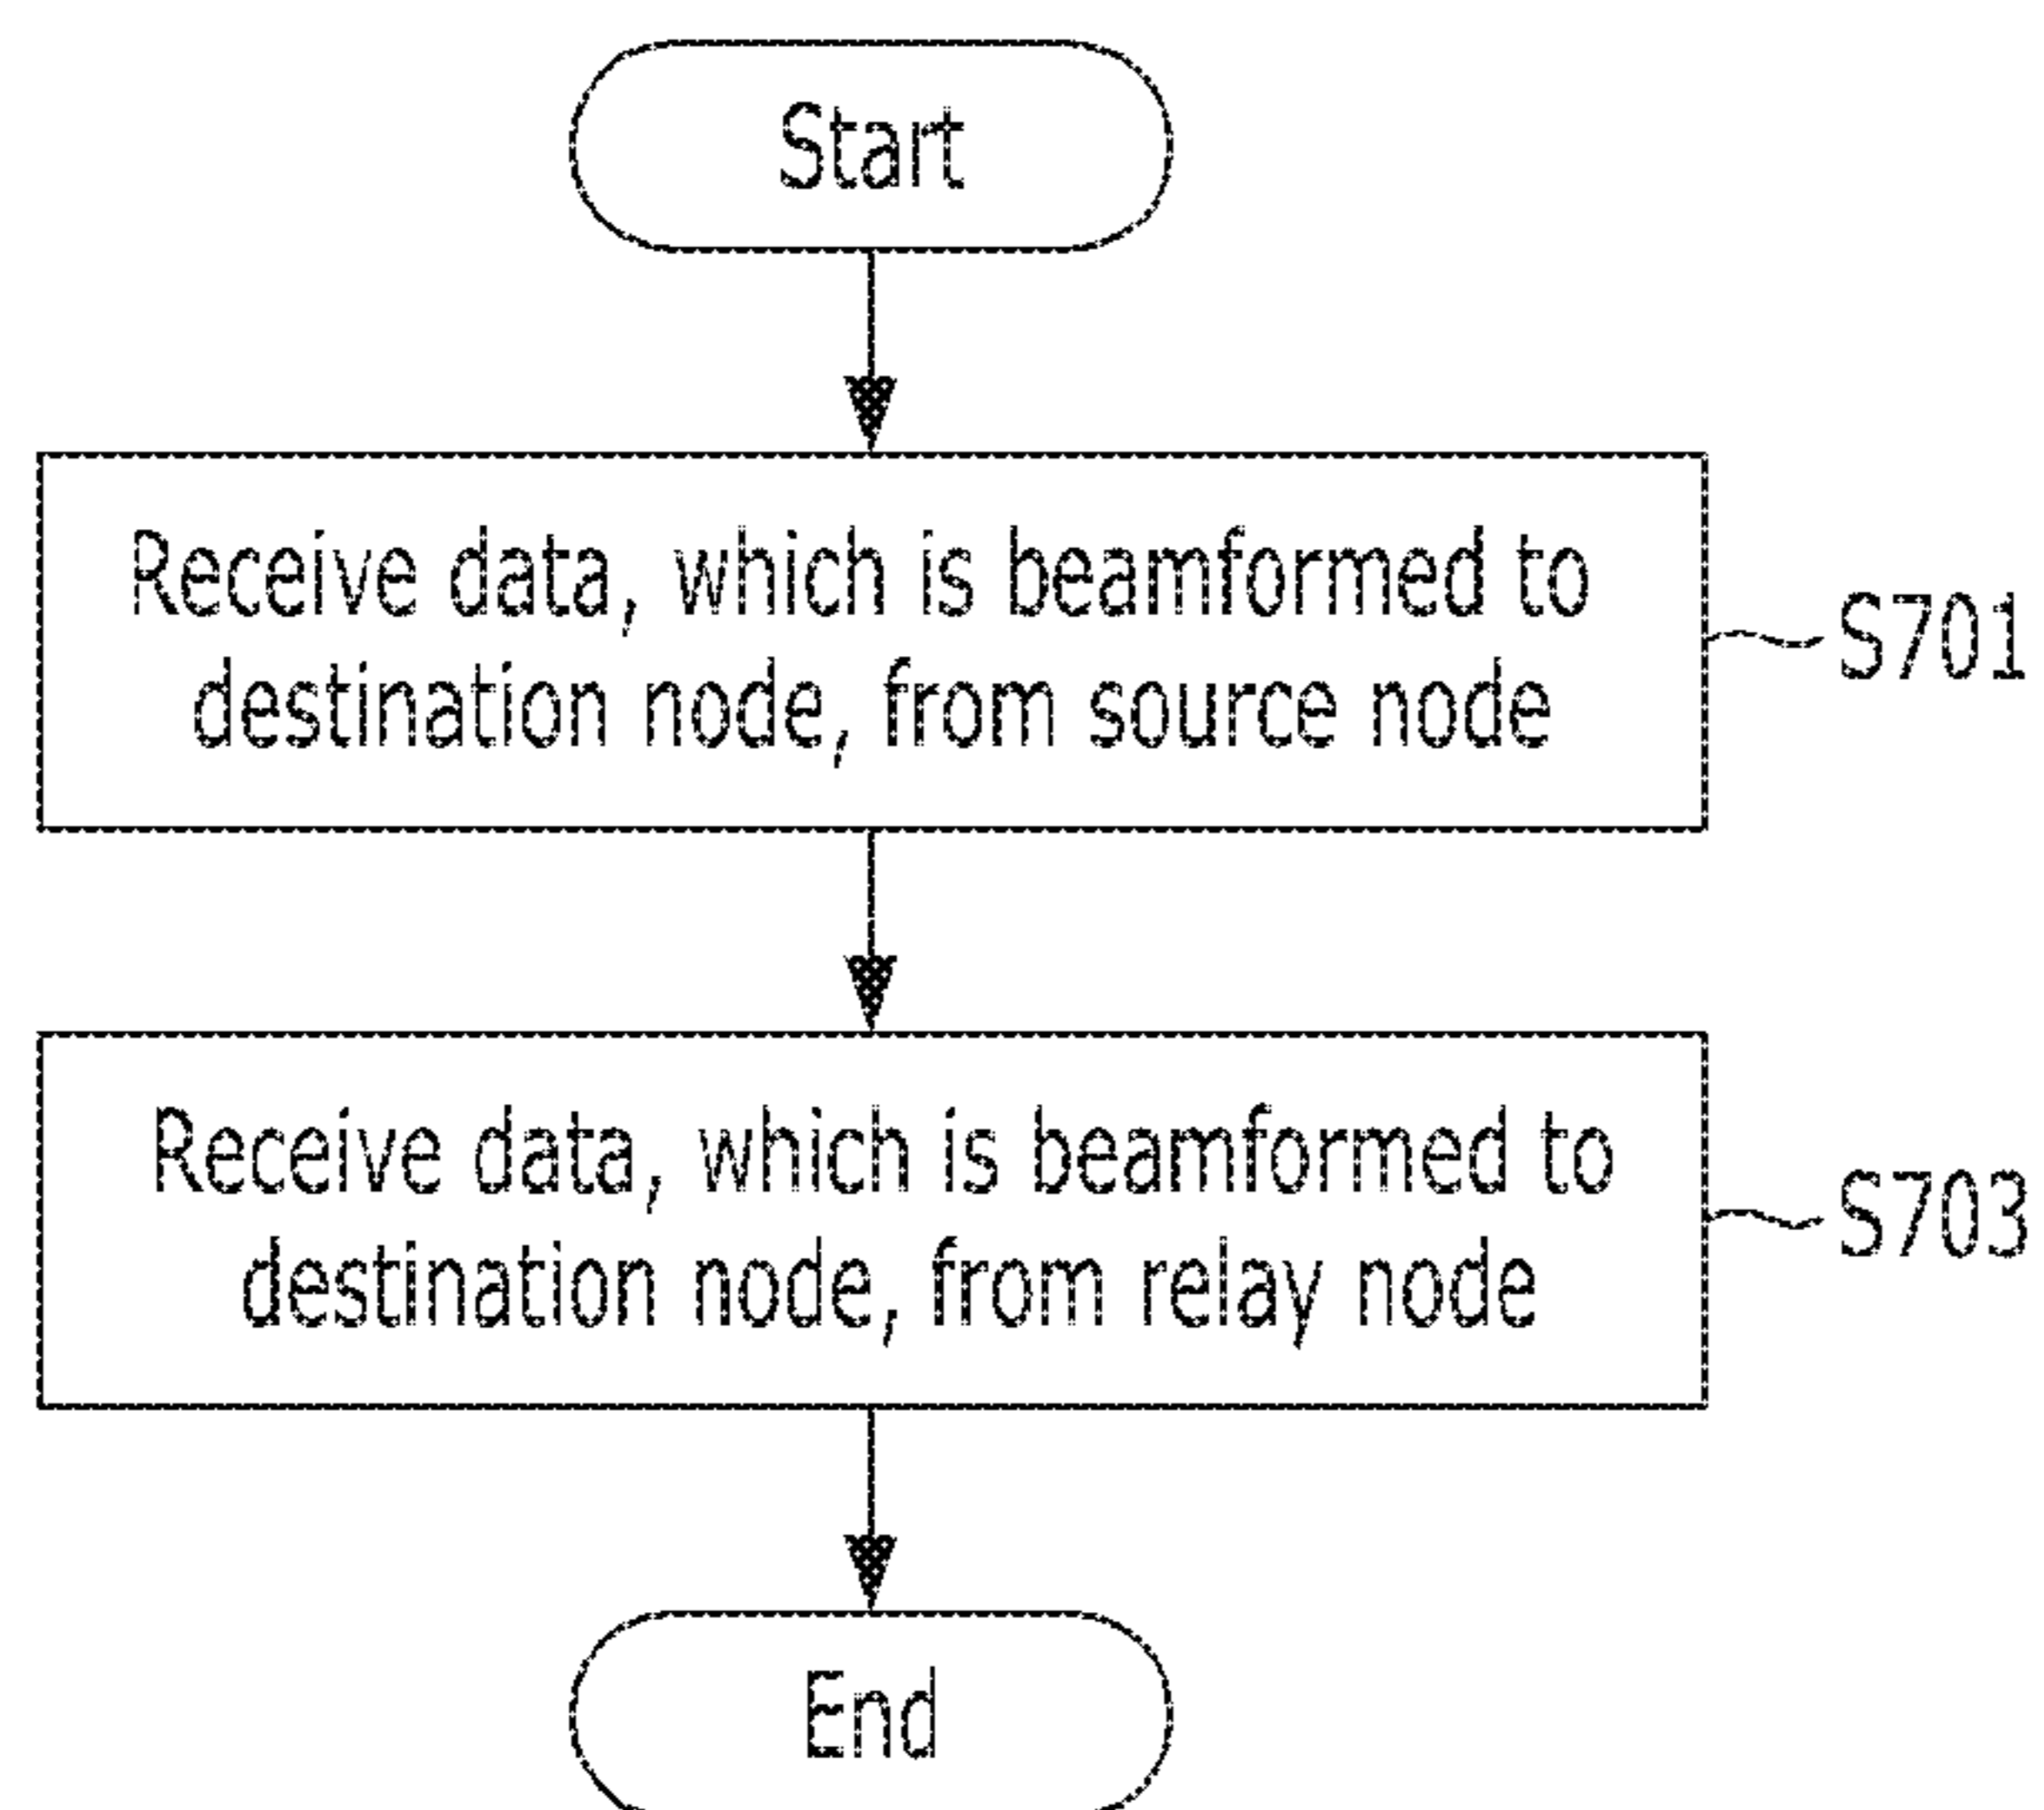 Start
Receive data, which is beamformed to
destination node, from source node
S701
Receive data, which is beamformed to
destination node, from relay node
S703
End